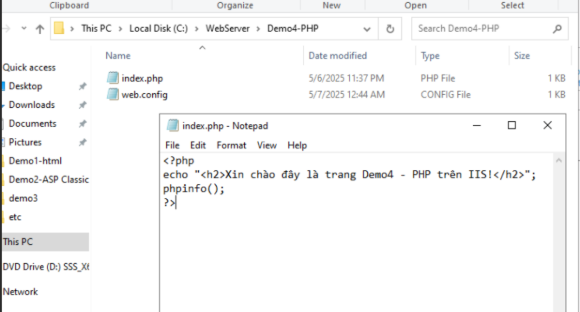 Clipboard Organize New Open Select
This PC > Local Disk (C:) > WebServer > Demo4-PHP Search Demo4-PHP
Name Date modified Type Size
Quick access
index.php 5/6/2025 11:37 PM PHP File 1 KB
Desktop
web.config 5/7/2025 12:44 AM CONFIG File 1 KB
Downloads
Documents
Pictures
Demo1-html
Demo2-ASP Classic
demo3
etc
This PC
DVD Drive (D:) SSS_X6
Network
index.php - Notepad
File Edit Format View Help
<?php
echo "<h2>Xin chào đây là trang Demo4 - PHP trên IIS!</h2>";
phpinfo();
?>